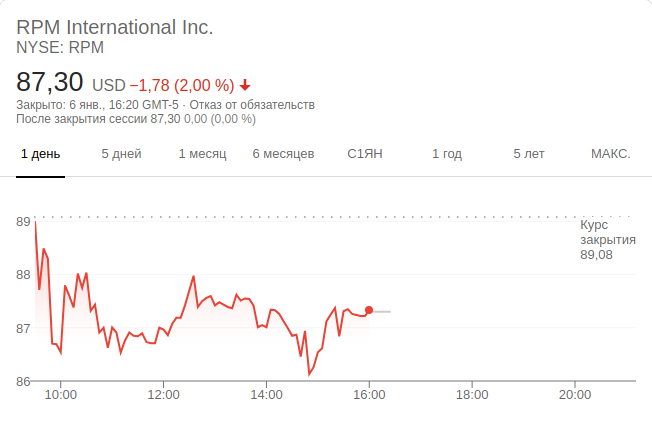 RPM International Inc.
NYSE: RPM
87,30 USD −1,78 (2,00 %)
Закрыто: 6 янв., 16:20 GMT-5 · Отказ от обязательств
После закрытия сессии 87,30 0,00 (0,00 %)
1 день 5 дней 1 месяц 6 месяцев С1ЯН 1 год 5 лет МАКС.
89
Курс
закрытия
89,08
88
87
86
10:00 12:00 14:00 16:00 18:00 20:00